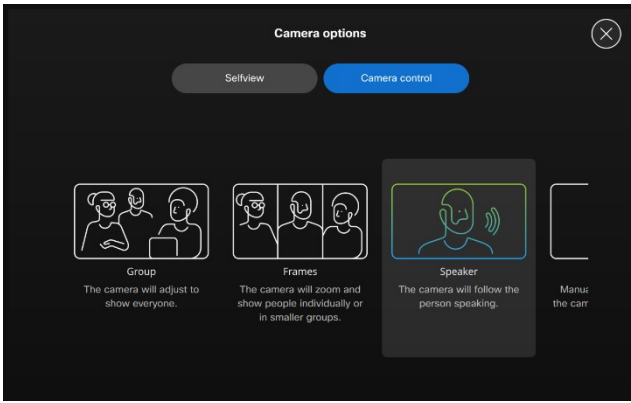 Camera options
Selfview
Camera control
Group
The camera will adjust to
show everyone.
Frames
The camera will zoom and
show people individually or
in smaller groups.
Speaker
The camera will follow the
person speaking.
the